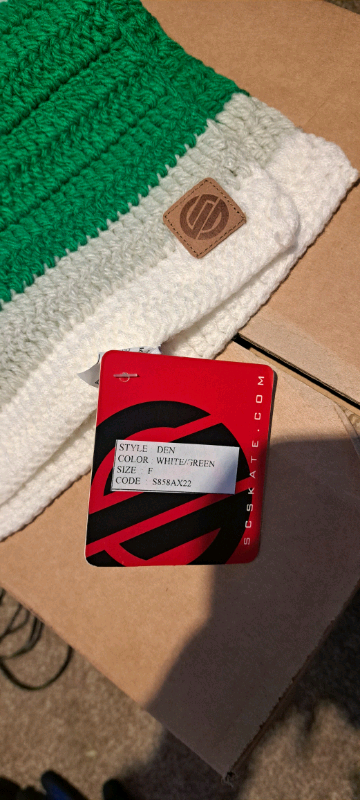 STYLE DEN
COLOR WHITE/GREEN
SIZE F
CODE S858AX22
SCSKATE.COM